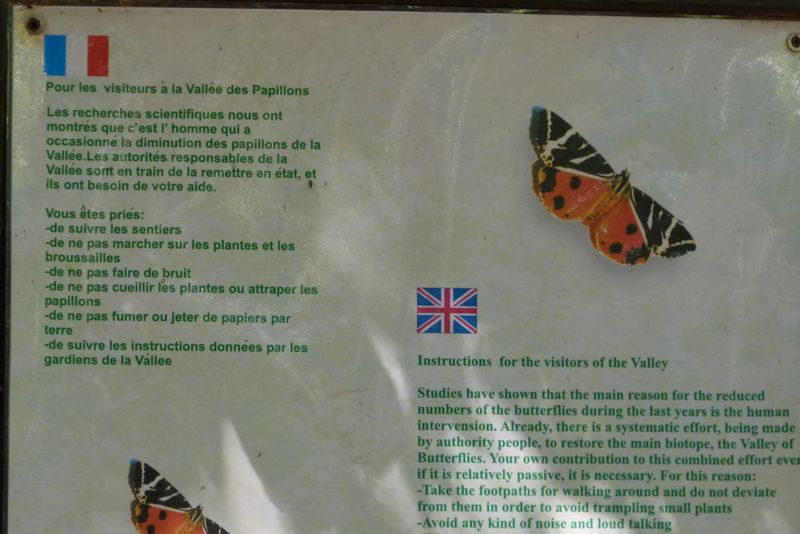 Pour les visiteurs à la Vallée des Papillons
Les recherches scientifiques nous ont
montrés que c'est l' homme qui a
occasionné la diminution des papillons de la
Vallée.Les autorités responsables de la
Vallée sont en train de la remettre en état, et
ils ont besoin de votre aide.
Vous êtes priés:
-de suivre les sentiers
-de ne pas marcher sur les plantes et les
broussailles
-de ne pas faire de bruit
-de ne pas cueillir lés plantes ou attraper les
papillons
-de ne pas fumer ou jeter de papiers par
terre
-de suivre les instructions données par les
gardiens de la Vallee
Instructions for the visitors of the Valley
Studies have shown that the main reason for the reduced
numbers of the butterflies during the last years is the human
intervension. Already, there is a systematic effort, being made
by authority people, to restore the main biotope, the Valley of
Butterflies. Your own contribution to this combined effort even
if it is relatively passive, it is necessary. For this reason:
-Take the footpaths for walking around and do not deviate
from them in order to avoid trampling small plants
-Avoid any kind of noise and loud talking